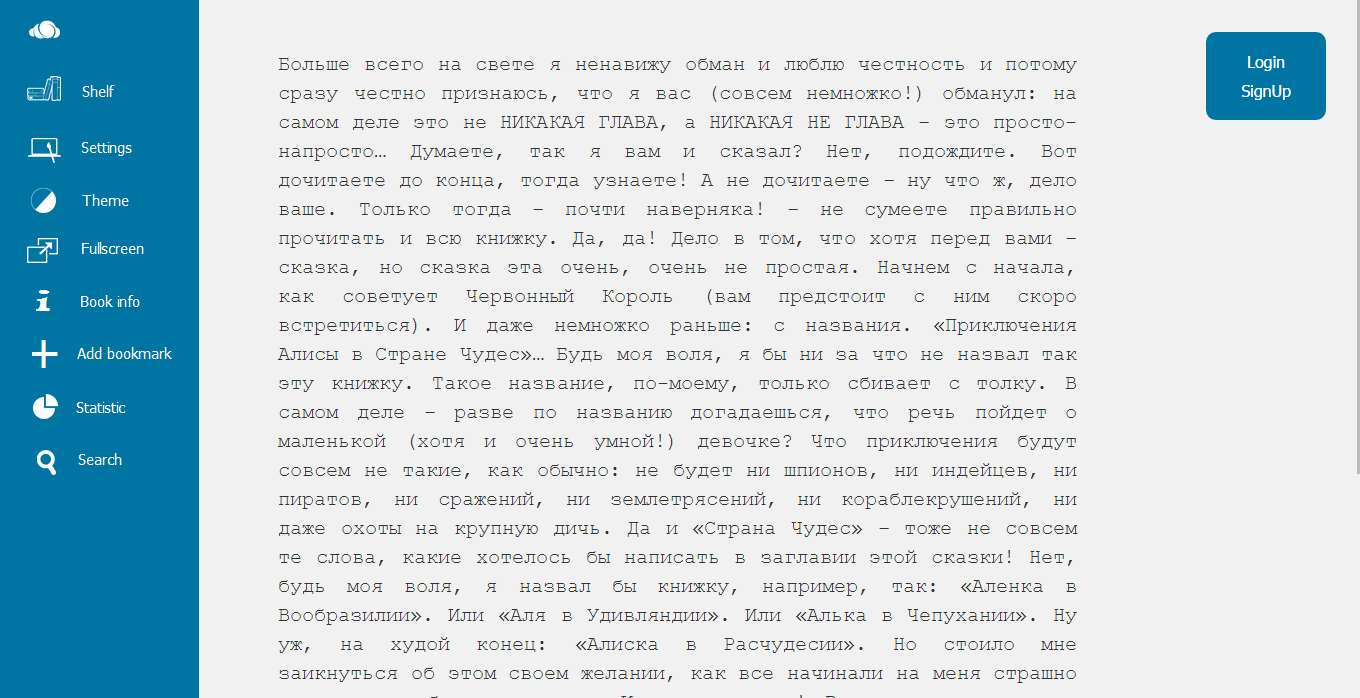 Shelf
Settings
Theme
Fullscreen
Book info
Add bookmark
Statistic
Search
Больше всего на свете я ненавижу обман и люблю честность и потому
сразу честно признаюсь, что я вас (совсем немножко!) обманул: на
самом деле это не НИКАКАЯ ГЛАВА, а НИКАКАЯ НЕ ГЛАВА – это просто-
напросто… Думаете, так я вам и сказал? Нет, подождите. Вот
дочитаете до конца, тогда узнаете! А не дочитаете – ну что ж, дело
ваше. Только тогда – почти наверняка! – не сумеете правильно
прочитать и всю книжку. Да, да! Дело в том, что хотя перед вами –
сказка, но сказка эта очень, очень не простая. Начнем с начала,
как советует Червонный Король (вам предстоит с ним скоро
встретиться). И даже немножко раньше: с названия. «Приключения
Алисы в Стране Чудес»… Будь моя воля, я бы ни за что не назвал так
эту книжку. Такое название, по-моему, только сбивает с толку. В
самом деле – разве по названию догадаешься, что речь пойдет о
маленькой (хотя и очень умной!) девочке? Что приключения будут
совсем не такие, как обычно: не будет ни шпионов, ни индейцев, ни
пиратов, ни сражений, ни землетрясений, ни кораблекрушений, ни
даже охоты на крупную дичь. Да и «Страна Чудес» – тоже не совсем
те слова, какие хотелось бы написать в заглавии этой сказки! Нет,
будь моя воля, я назвал бы книжку, например, так: «Аленка в
Вообразилии». Или «Аля в Удивляндии». Или «Алька в Чепухании». Ну
уж, на худой конец: «Алиска в Расчудесии». Но стоило мне
заикнуться об этом своем желании, как все начинали на меня страшно
Login
SignUp